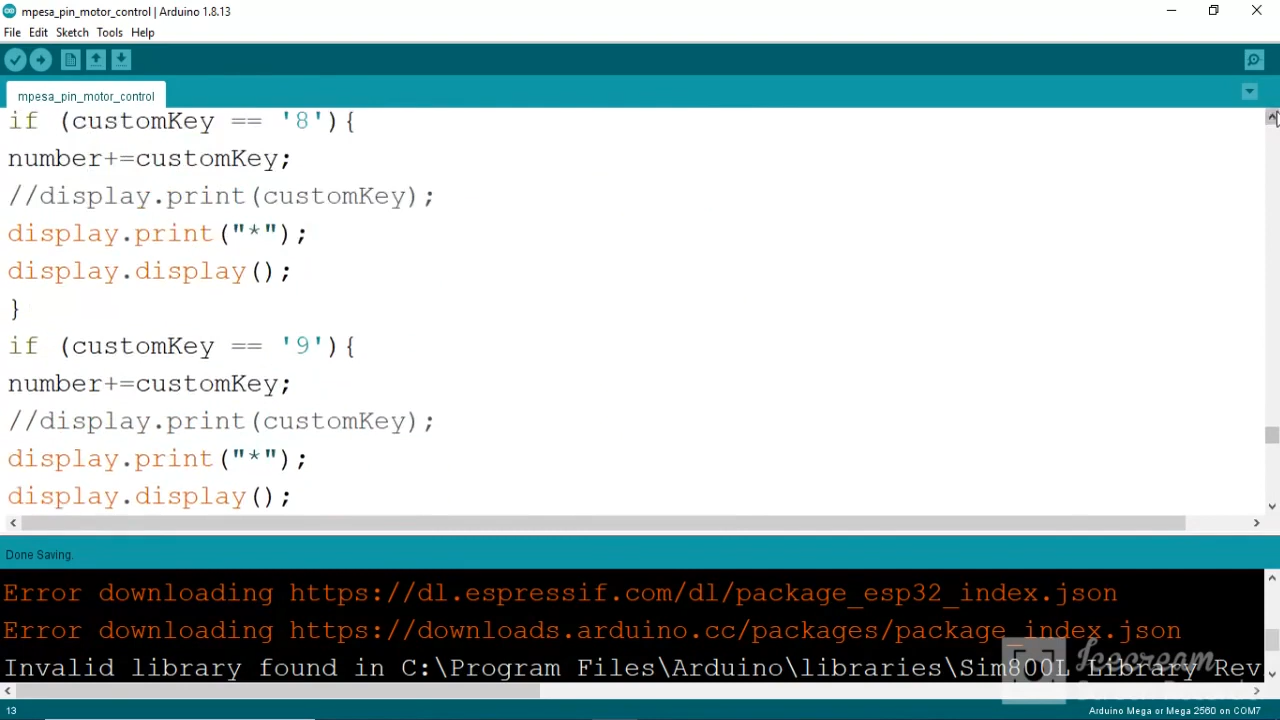 mpesa_pin_motor_control | Arduino 1.8.13
File Edit Sketch Tools Help
mpesa_pin_motor_control
if (customKey == '8'){
number+=customKey;
//display.print(customKey);
display.print("*");
display.display();
}
if (customKey == '9'){
number+=customKey;
//display.print(customKey);
display.print("*");
display.display();
Done Saving.
Error downloading https://dl.espressif.com/dl/package_esp32_index.json
Error downloading https://downloads.arduino.cc/packages/package_index.json
Invalid library found in C:\Program Files\Arduino\libraries\Sim800L Library Rev
Icecream
Screen Recorder
13
Arduino Mega or Mega 2560 on COM7